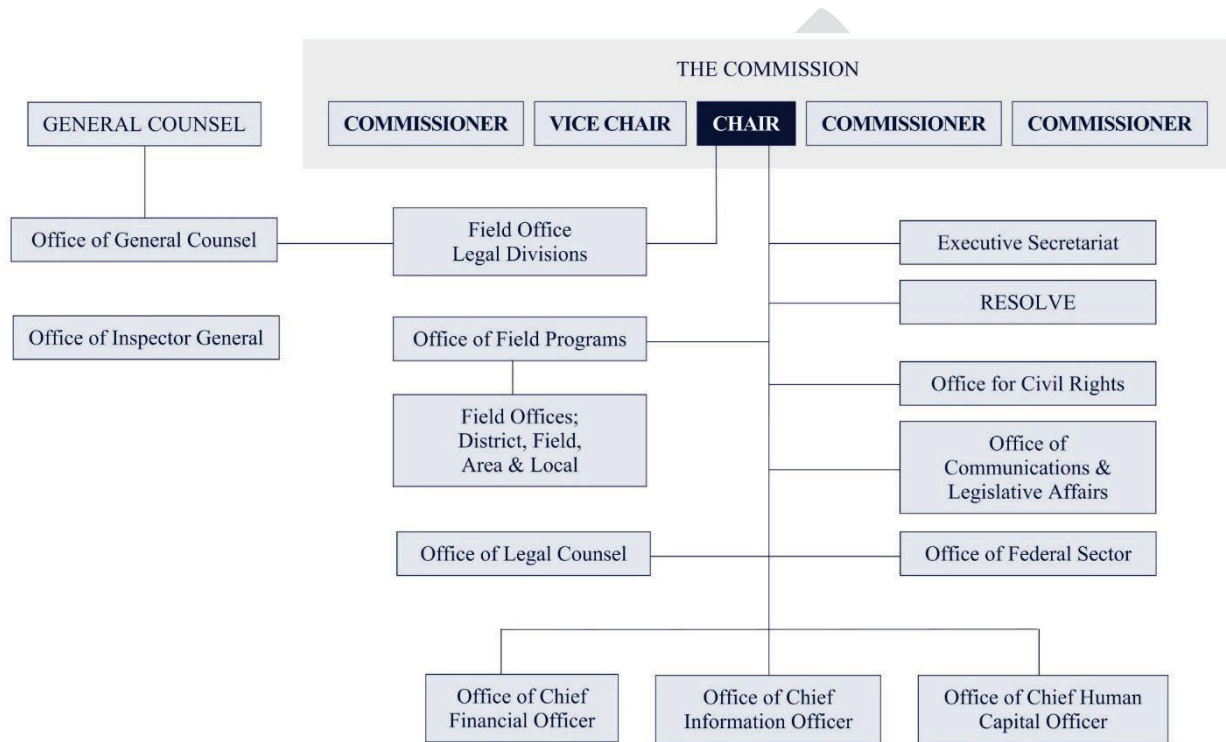 THE COMMISSION
GENERAL COUNSEL
COMMISSIONER
VICE CHAIR
CHAIR
COMMISSIONER
COMMISSIONER
Office of General Counsel
Field Office
Legal Divisions
Executive Secretariat
RESOLVE
Office of Inspector General
Office of Field Programs
Office for Civil Rights
Field Offices;
District, Field,
Area & Local
Office of
Communications &
Legislative Affairs
Office of Legal Counsel
Office of Federal Sector
Office of Chief
Financial Officer
Office of Chief
Information Officer
Office of Chief Human
Capital Officer